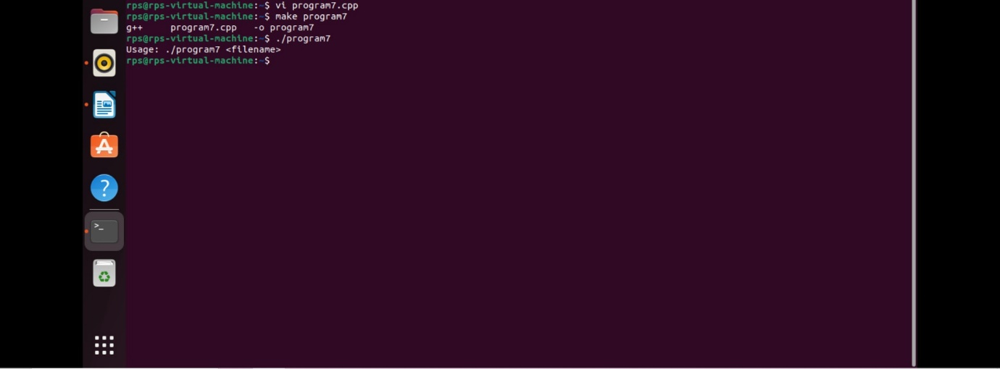 rps@rps-virtual-machine:~$ vi program7.cpp
rps@rps-virtual-machine:~$ make program7
g++     program7.cpp   -o program7
rps@rps-virtual-machine:~$ ./program7
Usage: ./program7 <filename>
rps@rps-virtual-machine:~$